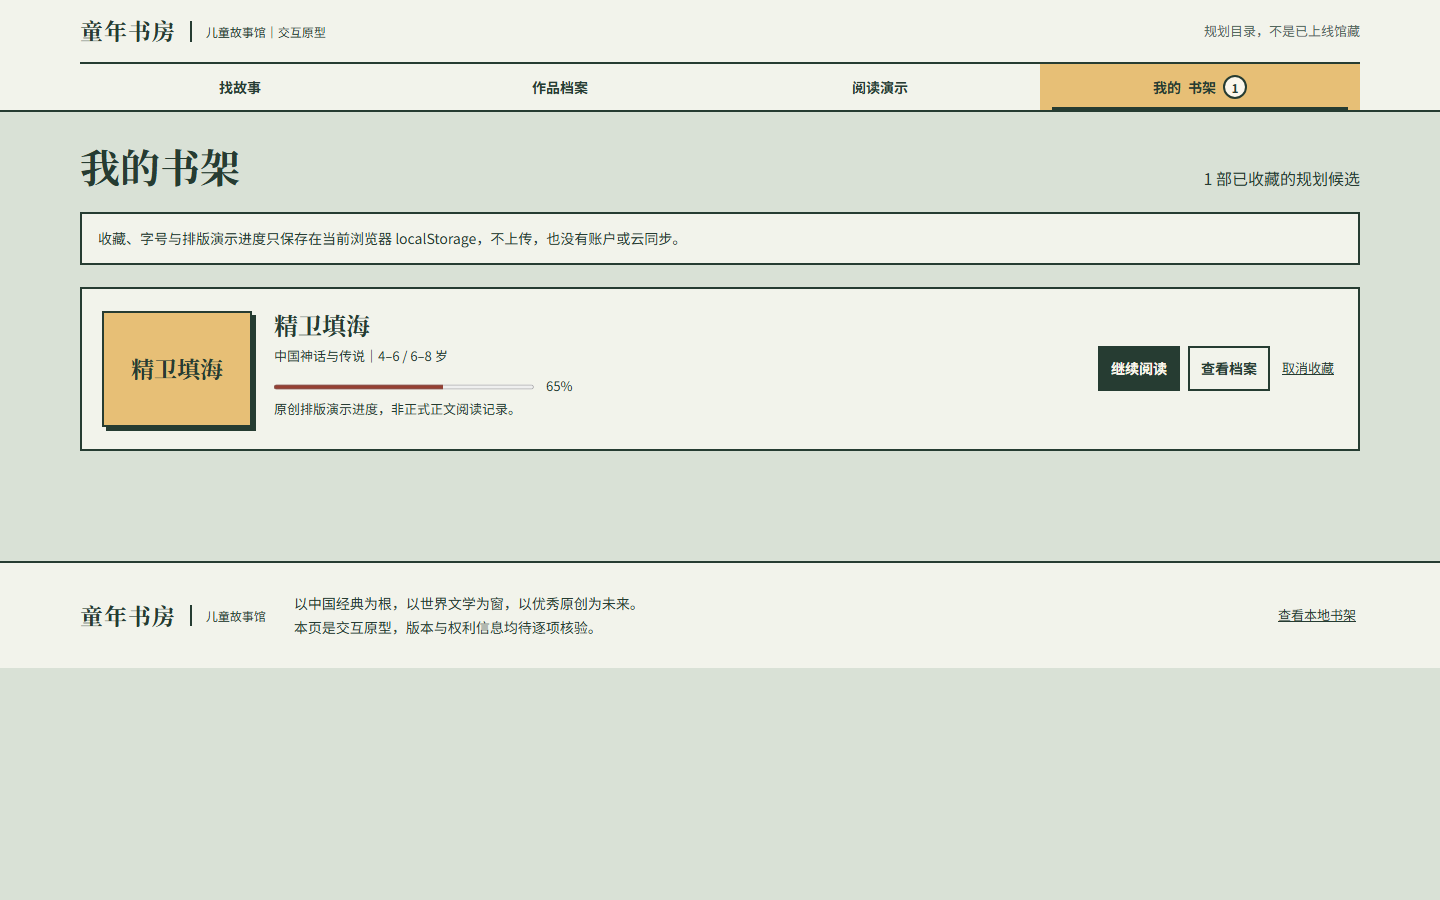 童年书房
儿童故事馆｜交互原型
规划目录，不是已上线馆藏
找故事
作品档案
阅读演示
我的 书架 1
我的书架
1 部已收藏的规划候选
收藏、字号与排版演示进度只保存在当前浏览器 localStorage，不上传，也没有账户或云同步。
精卫填海
精卫填海
中国神话与传说｜4–6 / 6–8 岁
65%
原创排版演示进度，非正式正文阅读记录。
继续阅读
查看档案
取消收藏
童年书房
儿童故事馆
以中国经典为根，以世界文学为窗，以优秀原创为未来。
本页是交互原型，版本与权利信息均待逐项核验。
查看本地书架